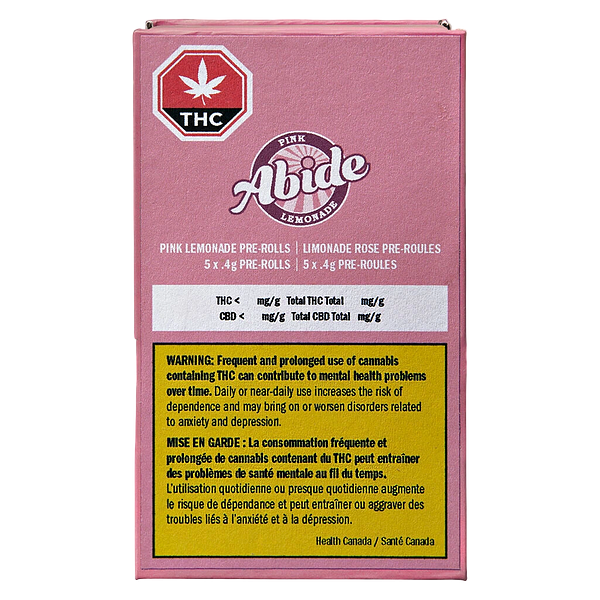 THC
PINK
Abide
LEMONADE
PINK LEMONADE PRE-ROLLS | LIMONADE ROSE PRE-ROULES
5 x .4g PRE-ROLLS | 5 x .4g PRE-ROULES
THC < mg/g Total THC Total mg/g
CBD < mg/g Total CBD Total mg/g
WARNING: Frequent and prolonged use of cannabis
containing THC can contribute to mental health problems
over time. Daily or near-daily use increases the risk of
dependence and may bring on or worsen disorders related
to anxiety and depression.
MISE EN GARDE : La consommation fréquente et
prolongée de cannabis contenant du THC peut entraîner
des problèmes de santé mentale au fil du temps.
L'utilisation quotidienne ou presque quotidienne augmente
le risque de dépendance et peut entraîner ou aggraver des
troubles liés à l'anxiété et à la dépression.
Health Canada / Santé Canada